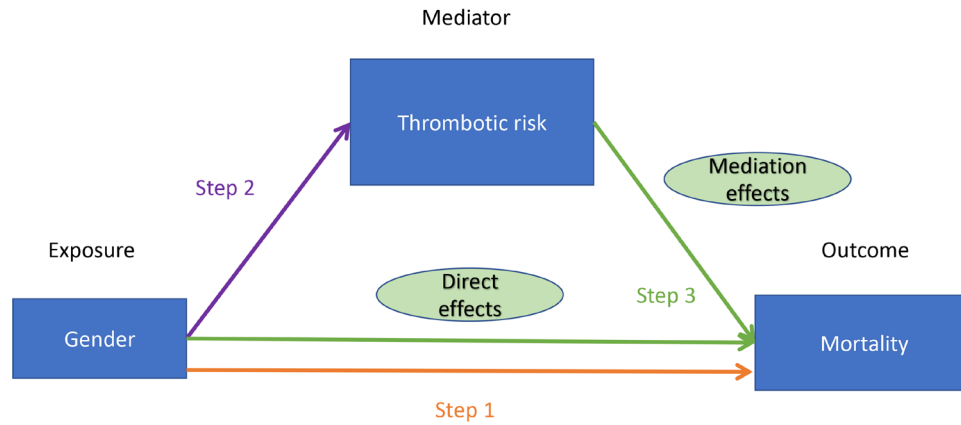 Mediator
Thrombotic risk
Mediation
effects
Step 2
Exposure
Outcome
Direct
effects
Step 3
Gender
Mortality
Step 1